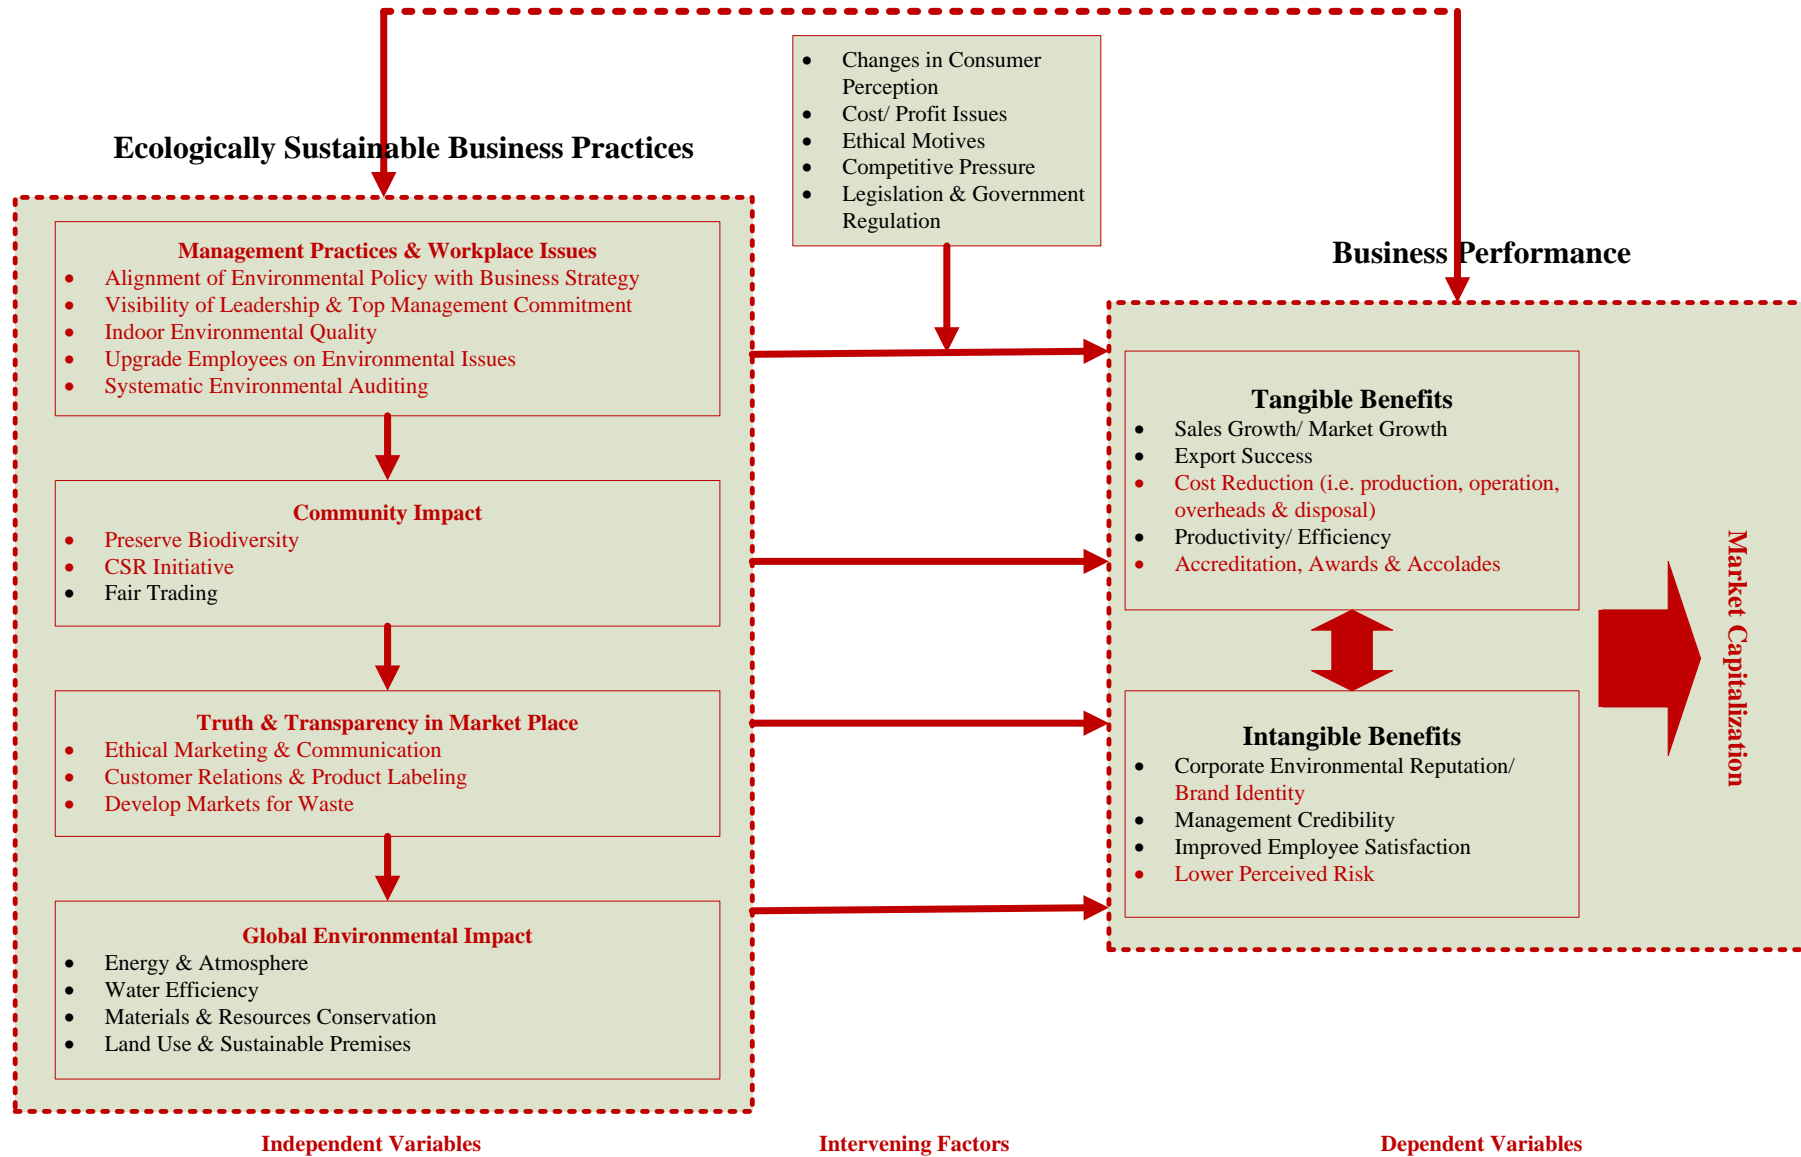 Changes in Consumer
Perception
Cost/ Profit Issues
Ethical Motives
Competitive Pressure
Legislation & Government
Regulation
Ecologically Sustainable Business Practices
Management Practices & Workplace Issues
Alignment of Environmental Policy with Business Strategy
Visibility of Leadership & Top Management Commitment
Indoor Environmental Quality
Upgrade Employees on Environmental Issues
Systematic Environmental Auditing
Community Impact
Preserve Biodiversity
CSR Initiative
Fair Trading
Truth & Transparency in Market Place
Ethical Marketing & Communication
Customer Relations & Product Labeling
Develop Markets for Waste
Global Environmental Impact
Energy & Atmosphere
Water Efficiency
Materials & Resources Conservation
Land Use & Sustainable Premises
Business Performance
Tangible Benefits
Sales Growth/ Market Growth
Export Success
Cost Reduction (i.e. production, operation,
overheads & disposal)
Productivity/ Efficiency
Accreditation, Awards & Accolades
Intangible Benefits
Corporate Environmental Reputation/
Brand Identity
Management Credibility
Improved Employee Satisfaction
Lower Perceived Risk
Market Capitalization
Independent Variables
Intervening Factors
Dependent Variables